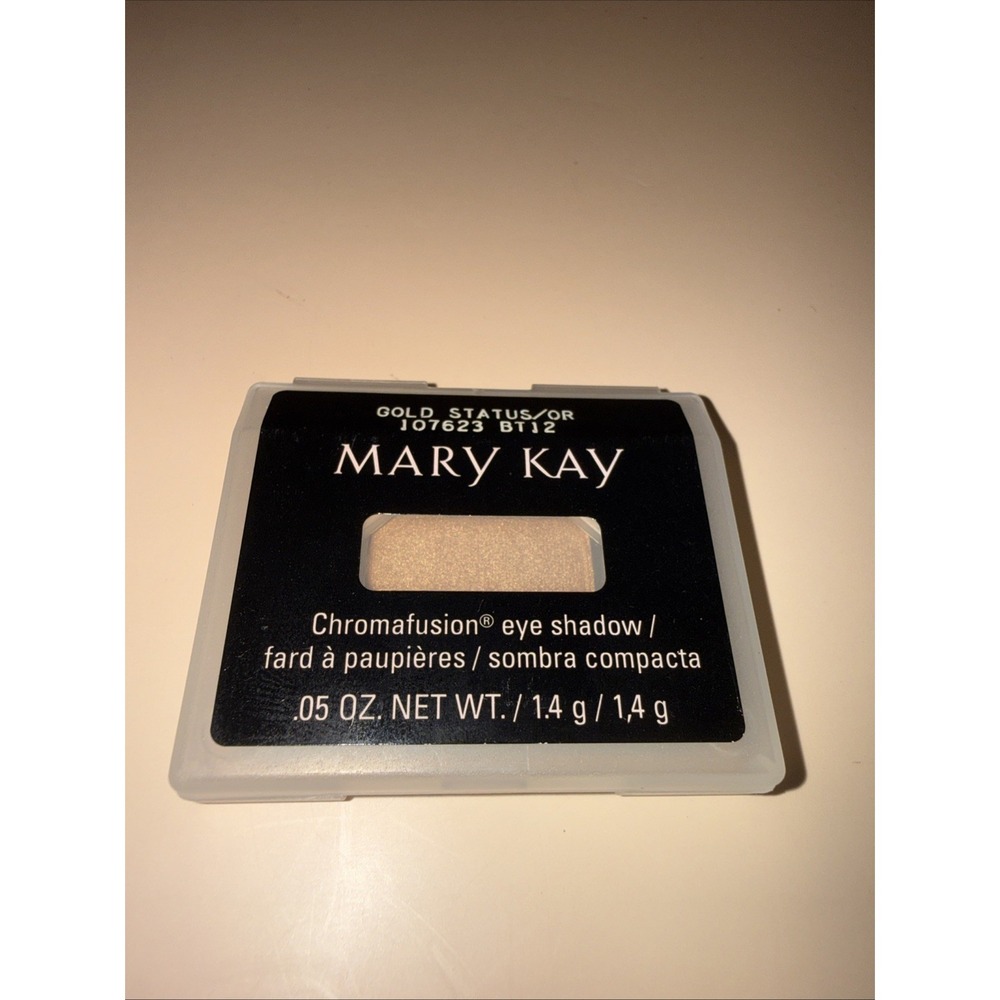 GOLD STATUS/OR
107623 BT12
MARY KAY
Chromafusion® eye shadow /
fard à paupières / sombra compacta
.05 OZ. NET WT. / 1.4 g / 1,4 g